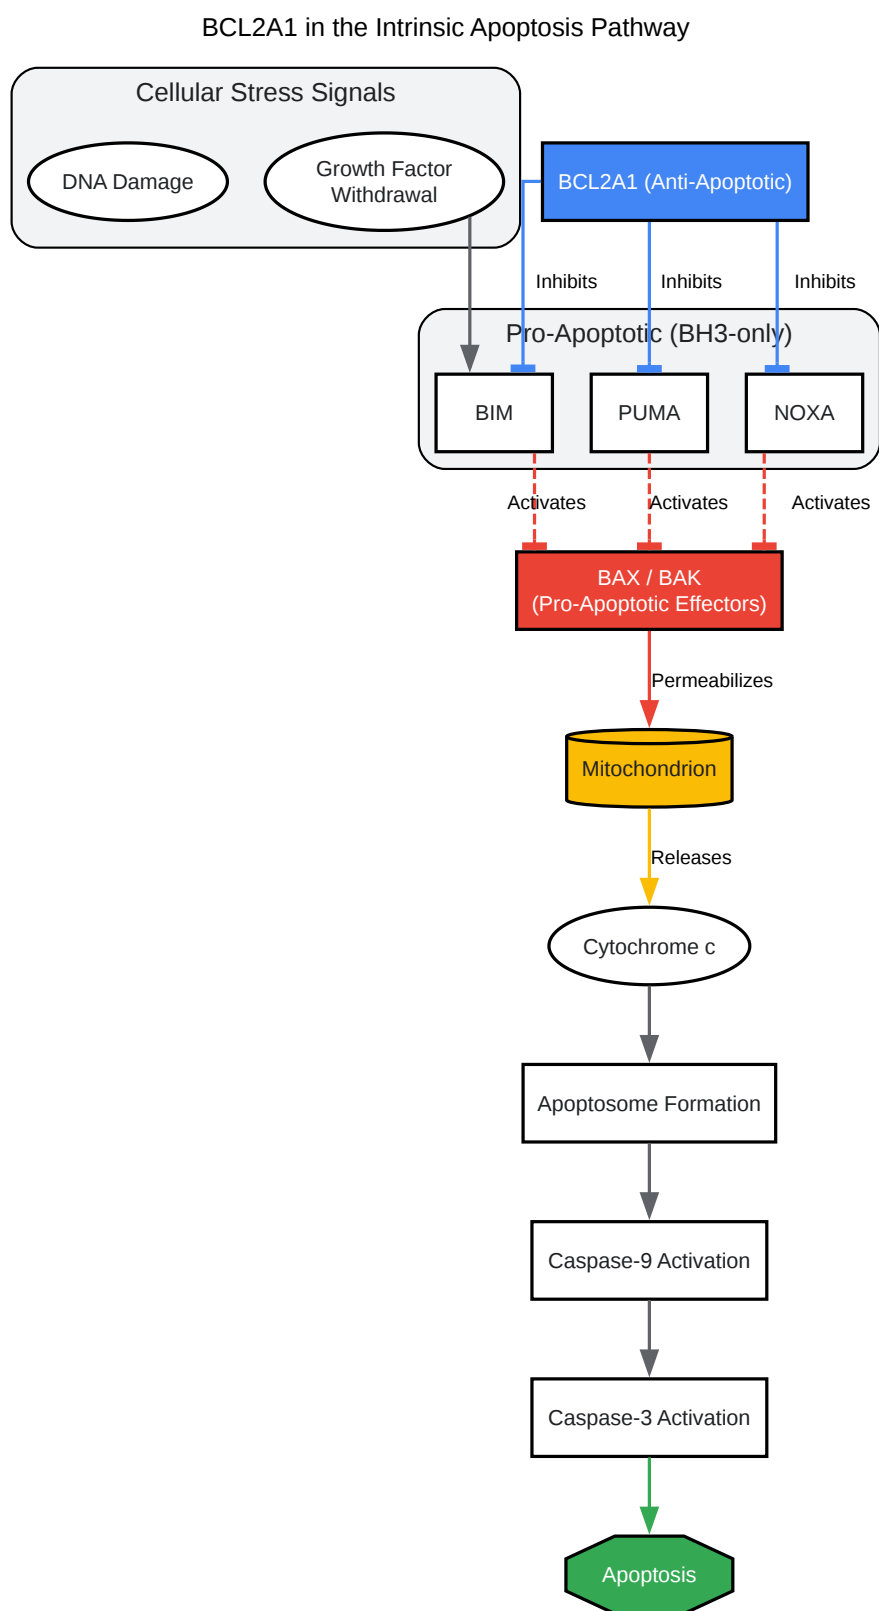 BCL2A1 in the Intrinsic Apoptosis Pathway
Cellular Stress Signals
DNA Damage
Growth Factor
Withdrawal
BCL2A1 (Anti-Apoptotic)
Inhibits
Inhibits
Inhibits
Pro-Apoptotic (BH3-only)
BIM
PUMA
NOXA
Activates
Activates
Activates
BAX / BAK
(Pro-Apoptotic Effectors)
Permeabilizes
Mitochondrion
Releases
Cytochrome c
Apoptosome Formation
Caspase-9 Activation
Caspase-3 Activation
Apoptosis